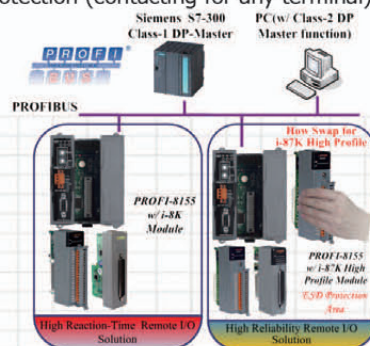 otection (contacting for any terminal)
Siemens S7-300
Class-1 DP-Master
PC(w/ Class-2 DP
Master function)
PROFI
BUS
PROFIBUS
How Swap for
i-87K High Profile
PROFI-8155
w/ i-8K
Module
PROFI-8155
w/ i-87K High
Profile Module
ESD Protection
Area
High Reaction-Time Remote I/O
Solution
High Reliability Remote I/O
Solution